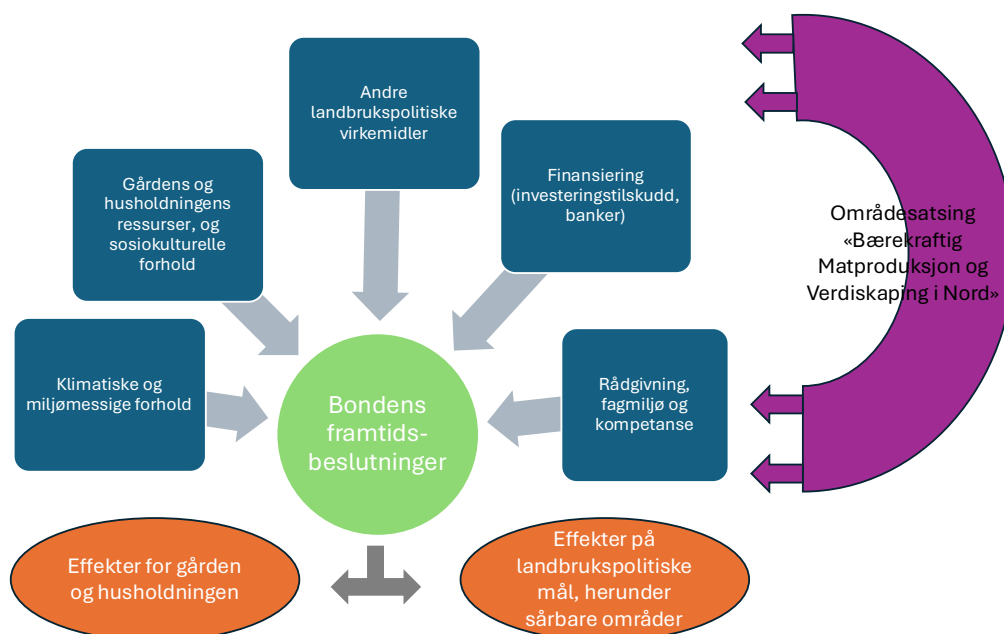 Andre
landbrukspolitiske
virkemidler
Gårdens og
husholdningens
ressurser, og
sosiokulturelle
forhold
Finansiering
(investeringstilskudd,
banker)
Områdesatsing
«Bærekraftig
Matproduksjon og
Verdiskaping i Nord»
Klimatiske og
miljømessige forhold
Bondens
framtids-
beslutninger
Rådgivning,
fagmiljø og
kompetanse
Effekter for gården
og husholdningen
Effekter på
landbrukspolitiske
mål, herunder
sårbare områder